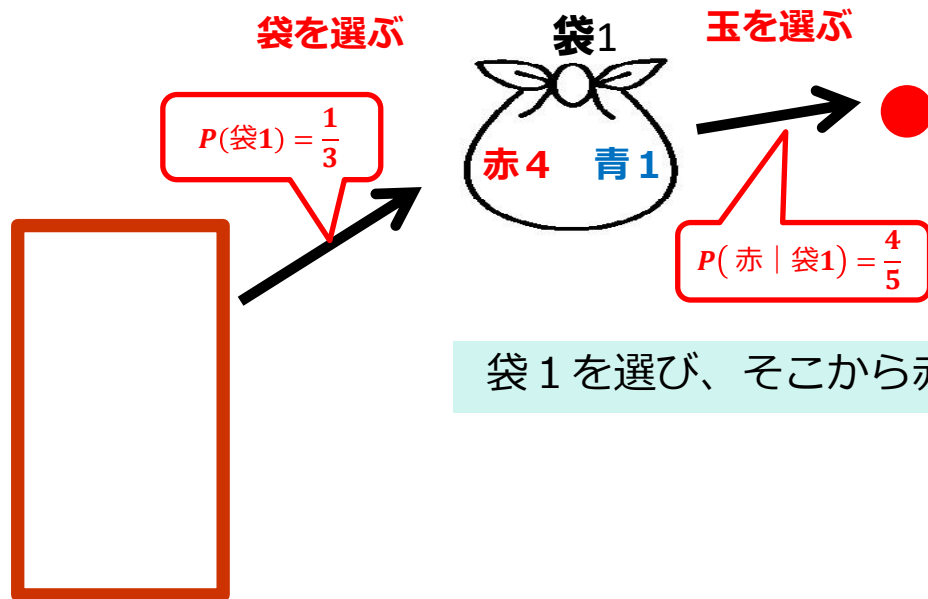 袋を選ぶ
袋1
玉を選ぶ
P(袋1) = 1/3
赤4 青1
P( 赤 | 袋1) = 4/5
袋1を選び、そこから赤